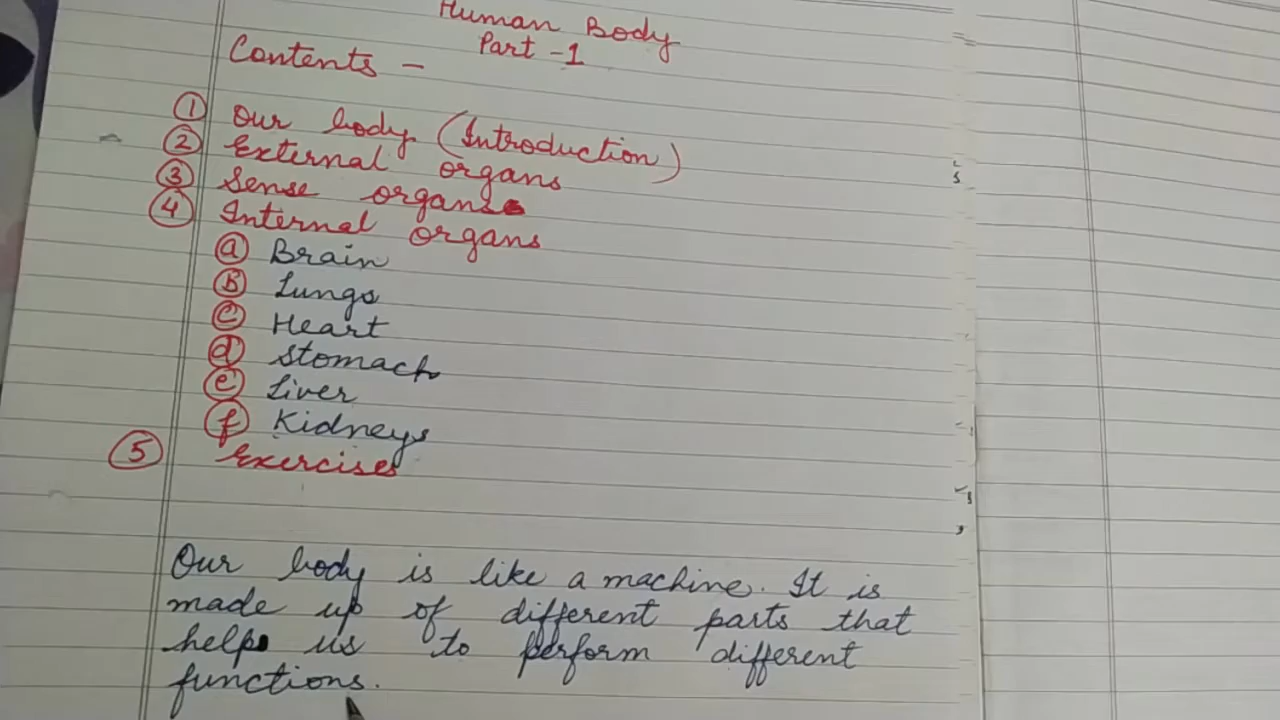 Human Body
Part -1
Contents -
① Our body (Introduction)
② External organs
③ Sense organs
④ Internal organs
ⓐ Brain
Ⓑ Lungs
Ⓒ Heart
ⓓ Stomach
ⓔ Liver
ⓕ Kidneys
⑤ Exercises
Our body is like a machine. It is
made up of different parts that
help us to perform different
functions.